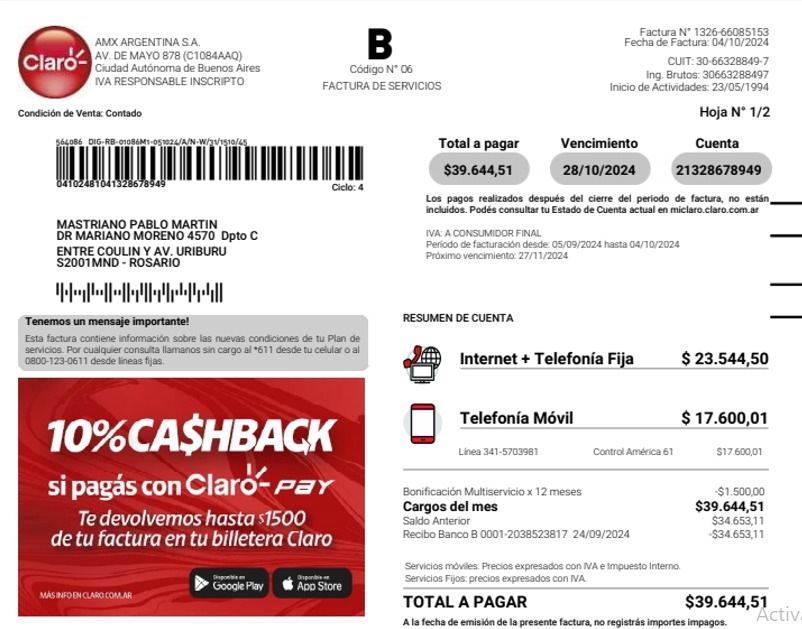 Claro
AMX ARGENTINA S.A.
AV. DE MAYO 878 (C1084AAQ)
Ciudad Autónoma de Buenos Aires
IVA RESPONSABLE INSCRIPTO
B
Código N° 06
FACTURA DE SERVICIOS
Factura N° 1326-66085153
Fecha de Factura: 04/10/2024
CUIT: 30-66328849-7
Ing. Brutos: 30663288497
Inicio de Actividades: 23/05/1994
Condición de Venta: Contado
Hoja N° 1/2
564086 DIG-RB-01086M1-051024/A/N-W/31/1510/45
04102481041328678949
Ciclo: 4
Total a pagar Vencimiento Cuenta
$39.644,51 28/10/2024 21328678949
Los pagos realizados después del cierre del periodo de factura, no están
incluidos. Podés consultar tu Estado de Cuenta actual en miclaro.claro.com.ar
MASTRIANO PABLO MARTIN
DR MARIANO MORENO 4570 Dpto C
ENTRE COULIN Y AV. URIBURU
S2001MND - ROSARIO
IVA: A CONSUMIDOR FINAL
Período de facturación desde: 05/09/2024 hasta 04/10/2024
Próximo vencimiento: 27/11/2024
Tenemos un mensaje importante!
Esta factura contiene información sobre las nuevas condiciones de tu Plan de
servicios. Por cualquier consulta llamanos sin cargo al *611 desde tu celular o al
0800-123-0611 desde líneas fijas.
10% CA$HBACK
si pagás con Claro-pay
Te devolvemos hasta $1500
de tu factura en tu billetera Claro
MÁS INFO EN CLARO.COM.AR
Disponible en
Google Play
Disponible en
App Store
RESUMEN DE CUENTA
Internet + Telefonía Fija $ 23.544,50
Telefonía Móvil $ 17.600,01
Línea 341-5703981 Control América 61 $17.600,01
Bonificación Multiservicio x 12 meses -$1.500,00
Cargos del mes $39.644,51
Saldo Anterior $34.653,11
Recibo Banco B 0001-2038523817 24/09/2024 -$34.653,11
Servicios móviles: Precios expresados con IVA e Impuesto Interno.
Servicios Fijos: precios expresados con IVA.
TOTAL A PAGAR $39.644,51
A la fecha de emisión de la presente factura, no registrás importes impagos.
Activa